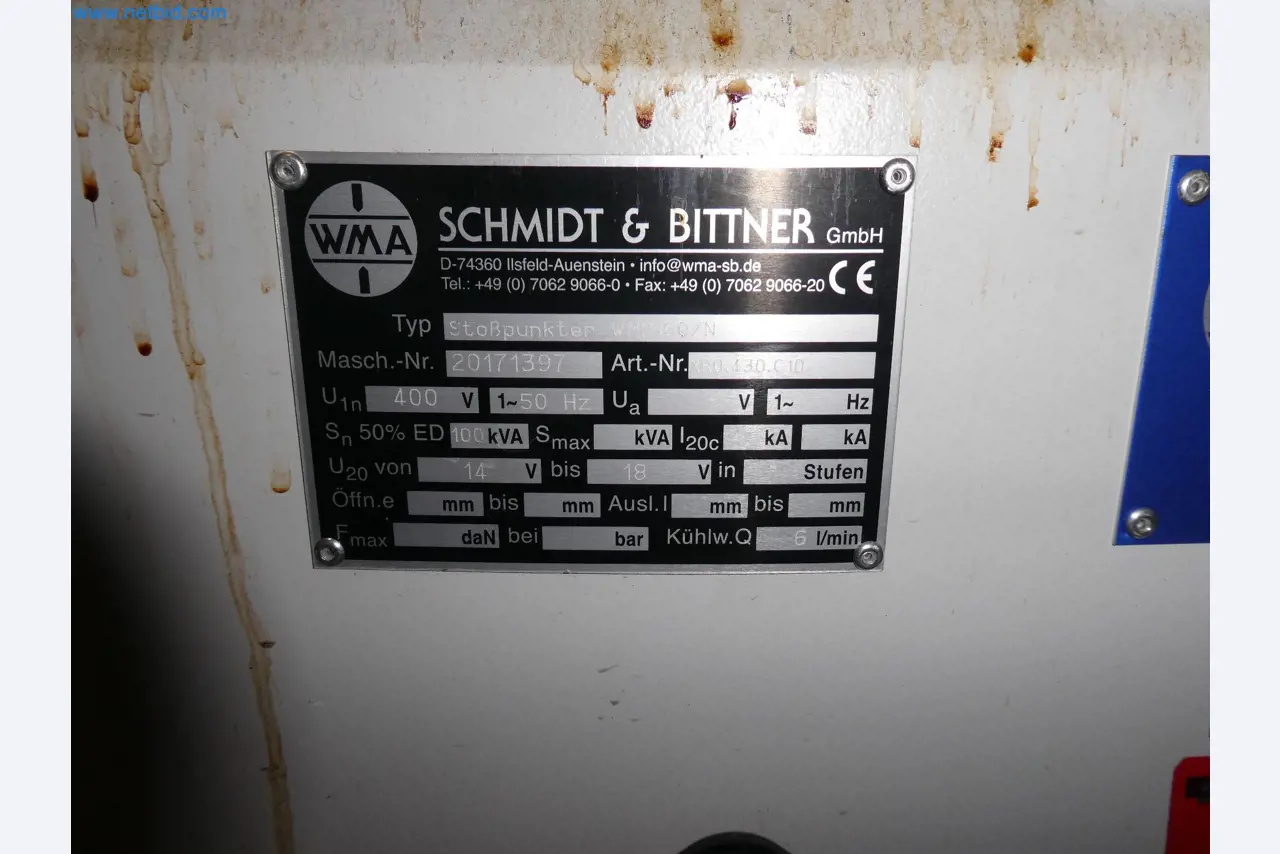 www.netbid.com
WMA
SCHMIDT & BITTNER GmbH
D-74360 Ilsfeld-Auenstein • info@wma-sb.de
Tel.: +49 (0) 7062 9066-0 • Fax: +49 (0) 7062 9066-20 CE
Typ Stoßpunkter
Masch.-Nr. 20171397 Art.-Nr.
U1n 400 V 1~50 Hz Ua V 1~ Hz
Sn 50% ED 100 kVA Smax kVA I20c kA kA
U20 von 14 V bis 18 V in Stufen
Öffn.e mm bis mm Ausl.l mm bis mm
Fmax daN bei bar Kühlw.Q 6 l/min